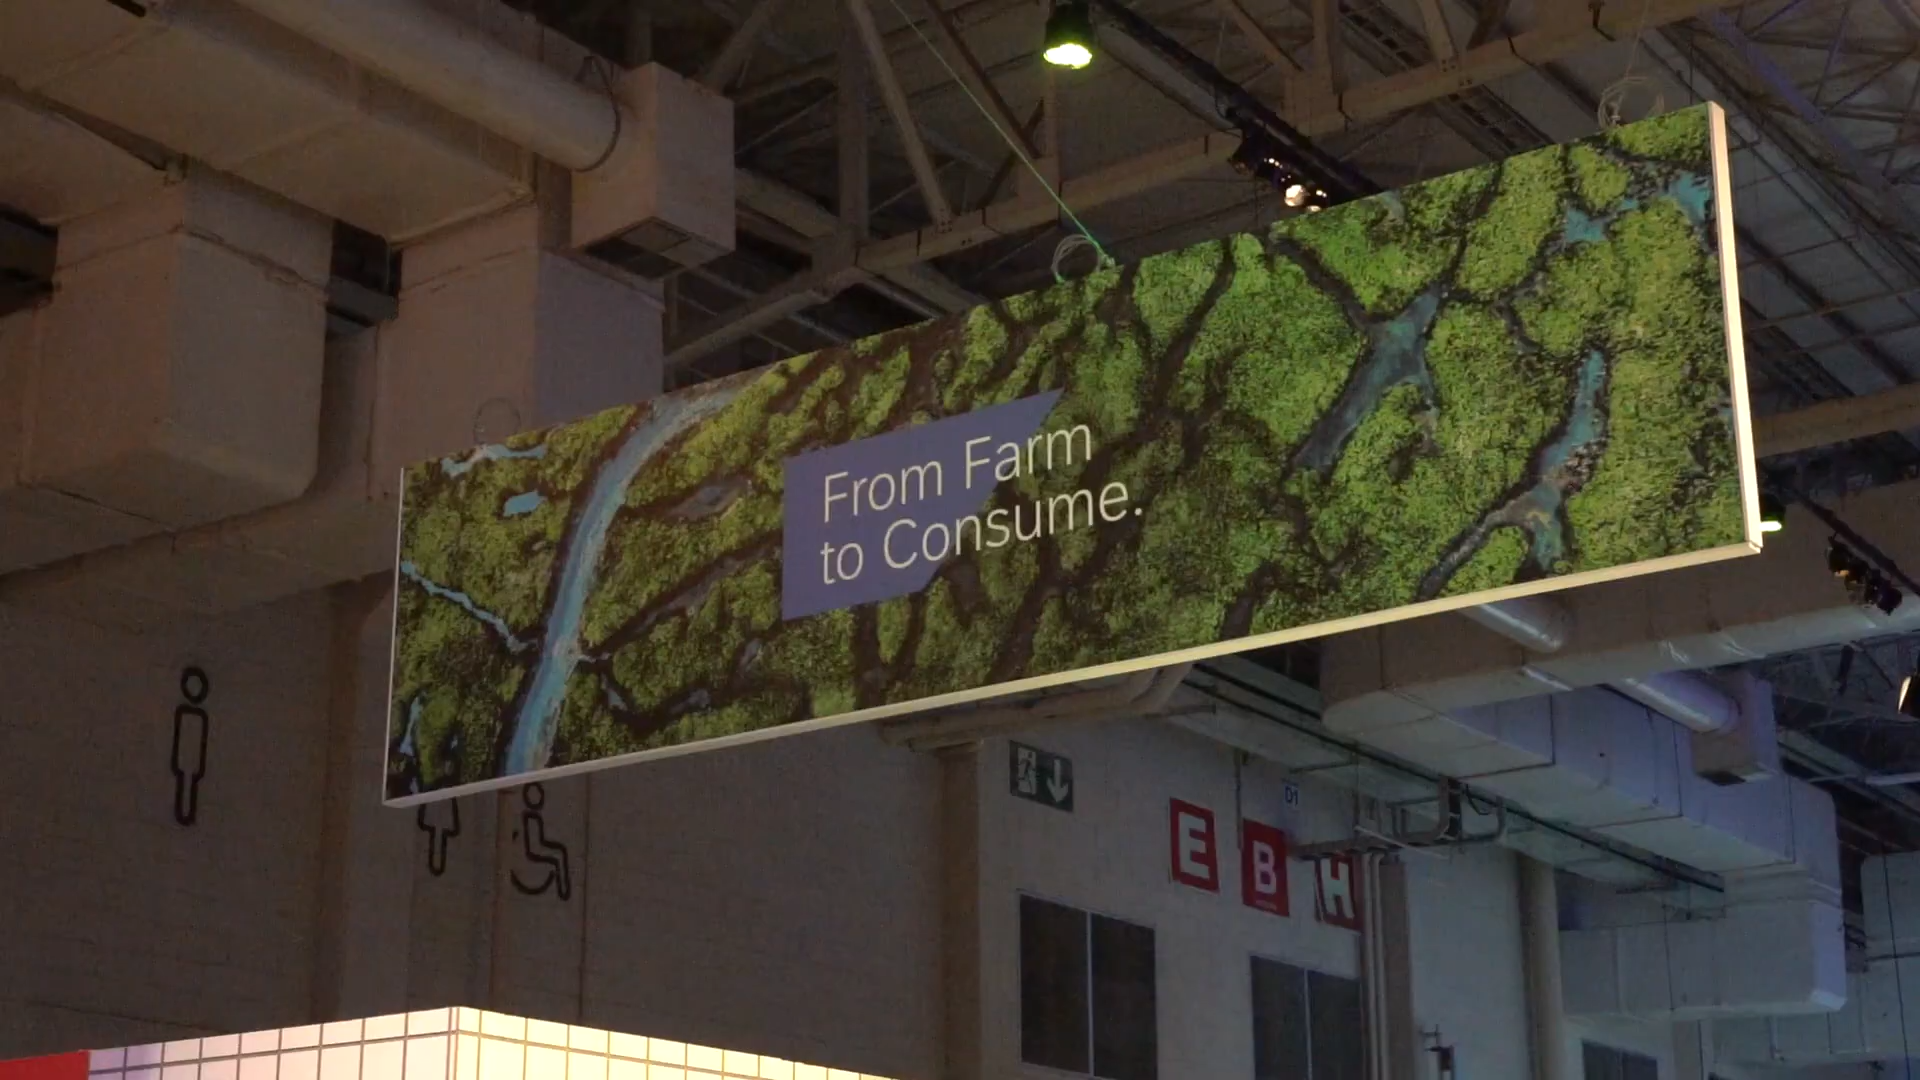 From Farm
to Consume.
D1
E
B
H